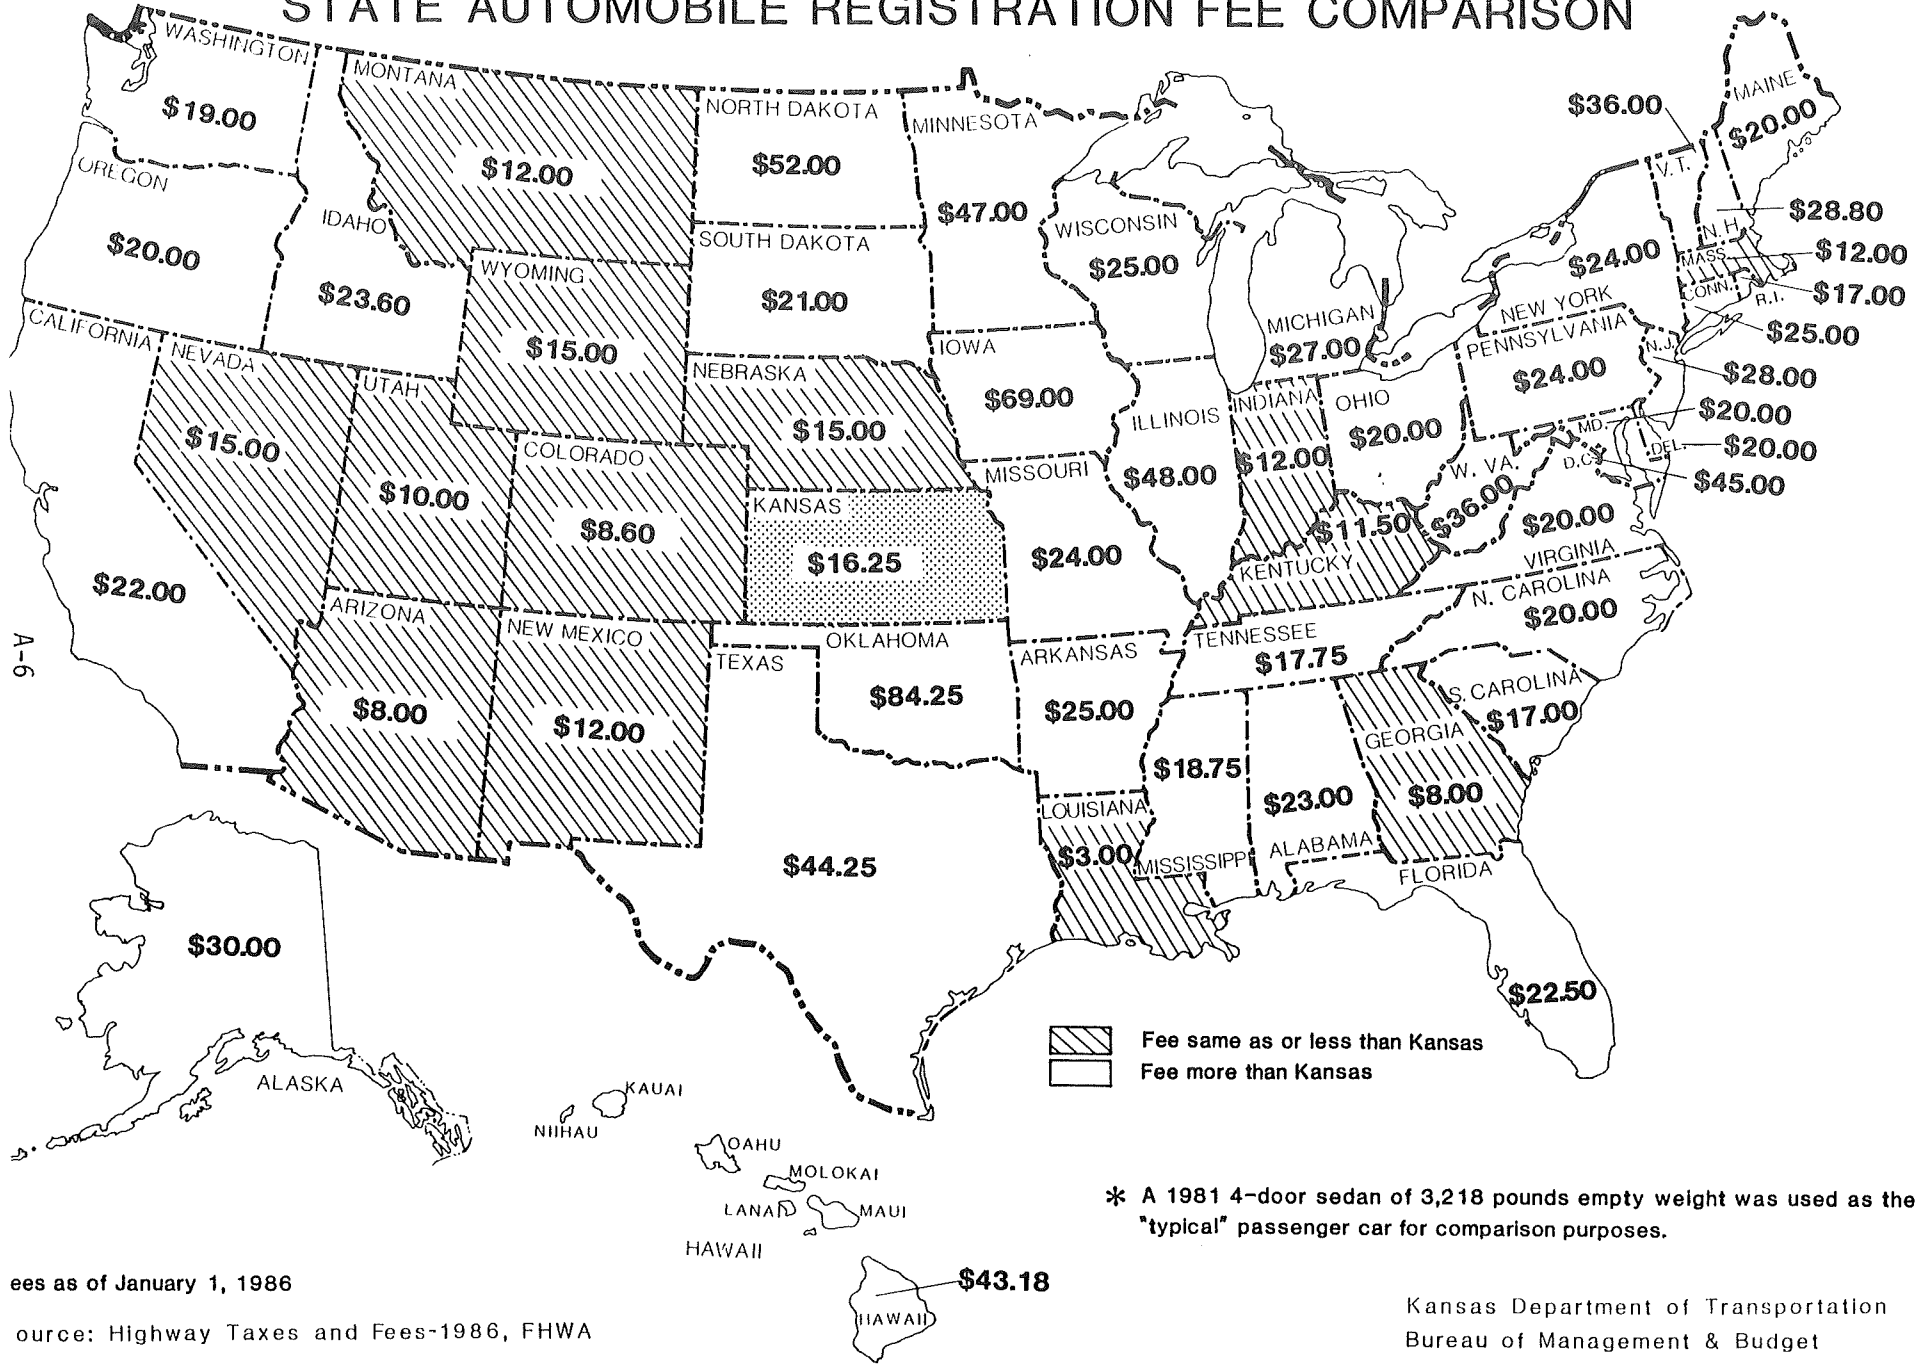 STATE AUTOMOBILE REGISTRATION FEE COMPARISON
WASHINGTON
$19.00
MONTANA
$12.00
NORTH DAKOTA
$52.00
MINNESOTA
$47.00
$36.00
MAINE
$20.00
OREGON
$20.00
IDAHO
$23.60
WYOMING
$15.00
SOUTH DAKOTA
$21.00
WISCONSIN
$25.00
MICHIGAN
$27.00
V.T.
N.H.
$28.80
MASS.
$12.00
CONN.
R.I.
$17.00
$25.00
$24.00
NEW YORK
PENNSYLVANIA
$24.00
N.J.
$28.00
MD.
$20.00
DEL.
$20.00
D.C.
$45.00
CALIFORNIA
$22.00
NEVADA
$15.00
UTAH
$10.00
COLORADO
$8.60
NEBRASKA
$15.00
KANSAS
$16.25
IOWA
$69.00
MISSOURI
$24.00
ILLINOIS
$48.00
INDIANA
$12.00
OHIO
$20.00
W. VA.
$36.00
$11.50
KENTUCKY
$20.00
VIRGINIA
N. CAROLINA
$20.00
TENNESSEE
$17.75
S. CAROLINA
$17.00
A-6
ARIZONA
$8.00
NEW MEXICO
$12.00
TEXAS
$44.25
OKLAHOMA
$84.25
ARKANSAS
$25.00
LOUISIANA
$3.00
$18.75
MISSISSIPPI
$23.00
ALABAMA
GEORGIA
$8.00
FLORIDA
$22.50
$30.00
ALASKA
Fee same as or less than Kansas
Fee more than Kansas
KAUAI
NIIHAU
OAHU
MOLOKAI
LANAI
MAUI
HAWAII
$43.18
HAWAII
* A 1981 4-door sedan of 3,218 pounds empty weight was used as the
"typical" passenger car for comparison purposes.
ees as of January 1, 1986
ource: Highway Taxes and Fees-1986, FHWA
Kansas Department of Transportation
Bureau of Management & Budget